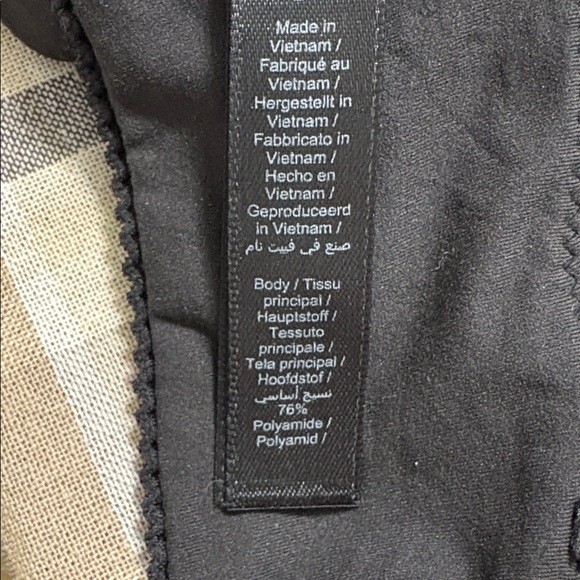 Made in
Vietnam /
Fabriqué au
Vietnam /
Hergestellt in
Vietnam /
Fabbricato in
Vietnam /
Hecho en
Vietnam /
Geproduceerd
in Vietnam /
صنع في فييت نام
Body / Tissu
principal /
Hauptstoff /
Tessuto
principale /
Tela principal /
Hoofdstof /
نسيج أساسي
76%
Polyamide /
Polyamid /